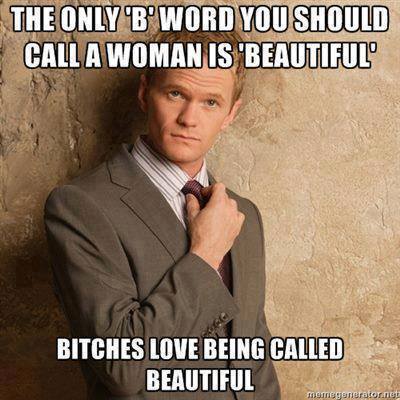 THE ONLY 'B' WORD YOU SHOULD
CALL A WOMAN IS 'BEAUTIFUL'
BITCHES LOVE BEING CALLED
BEAUTIFUL
memegenerator.net